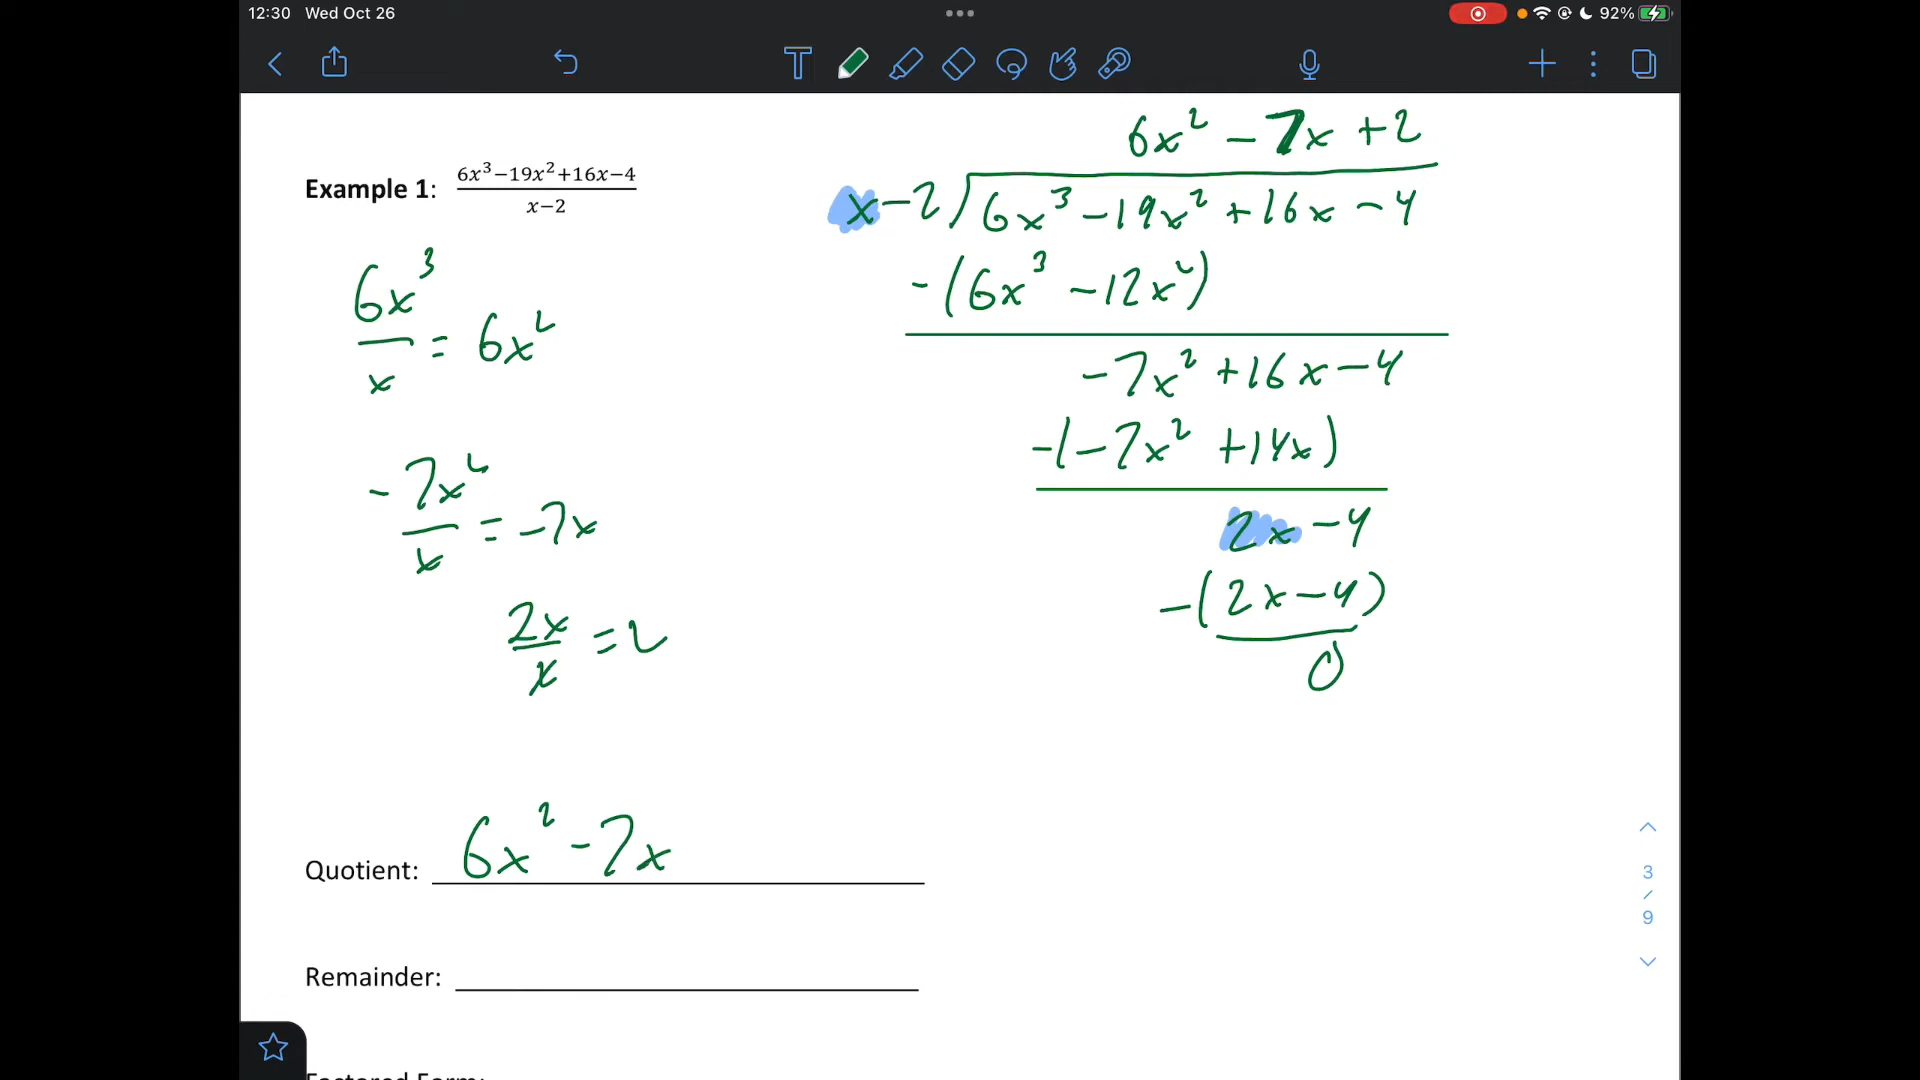 12:30 Wed Oct 26
92%
Example 1: (6x³−19x²+16x−4)/(x−2)
6x² − 7x + 2
x − 2 ) 6x³ − 19x² + 16x − 4
-(6x³ − 12x²)
−7x² + 16x − 4
-(−7x² + 14x)
2x − 4
-(2x − 4)
0
6x³/x = 6x²
-7x²/x = -7x
2x/x = 2
Quotient: 6x² - 7x
Remainder:
Factored Form:
3
/
9